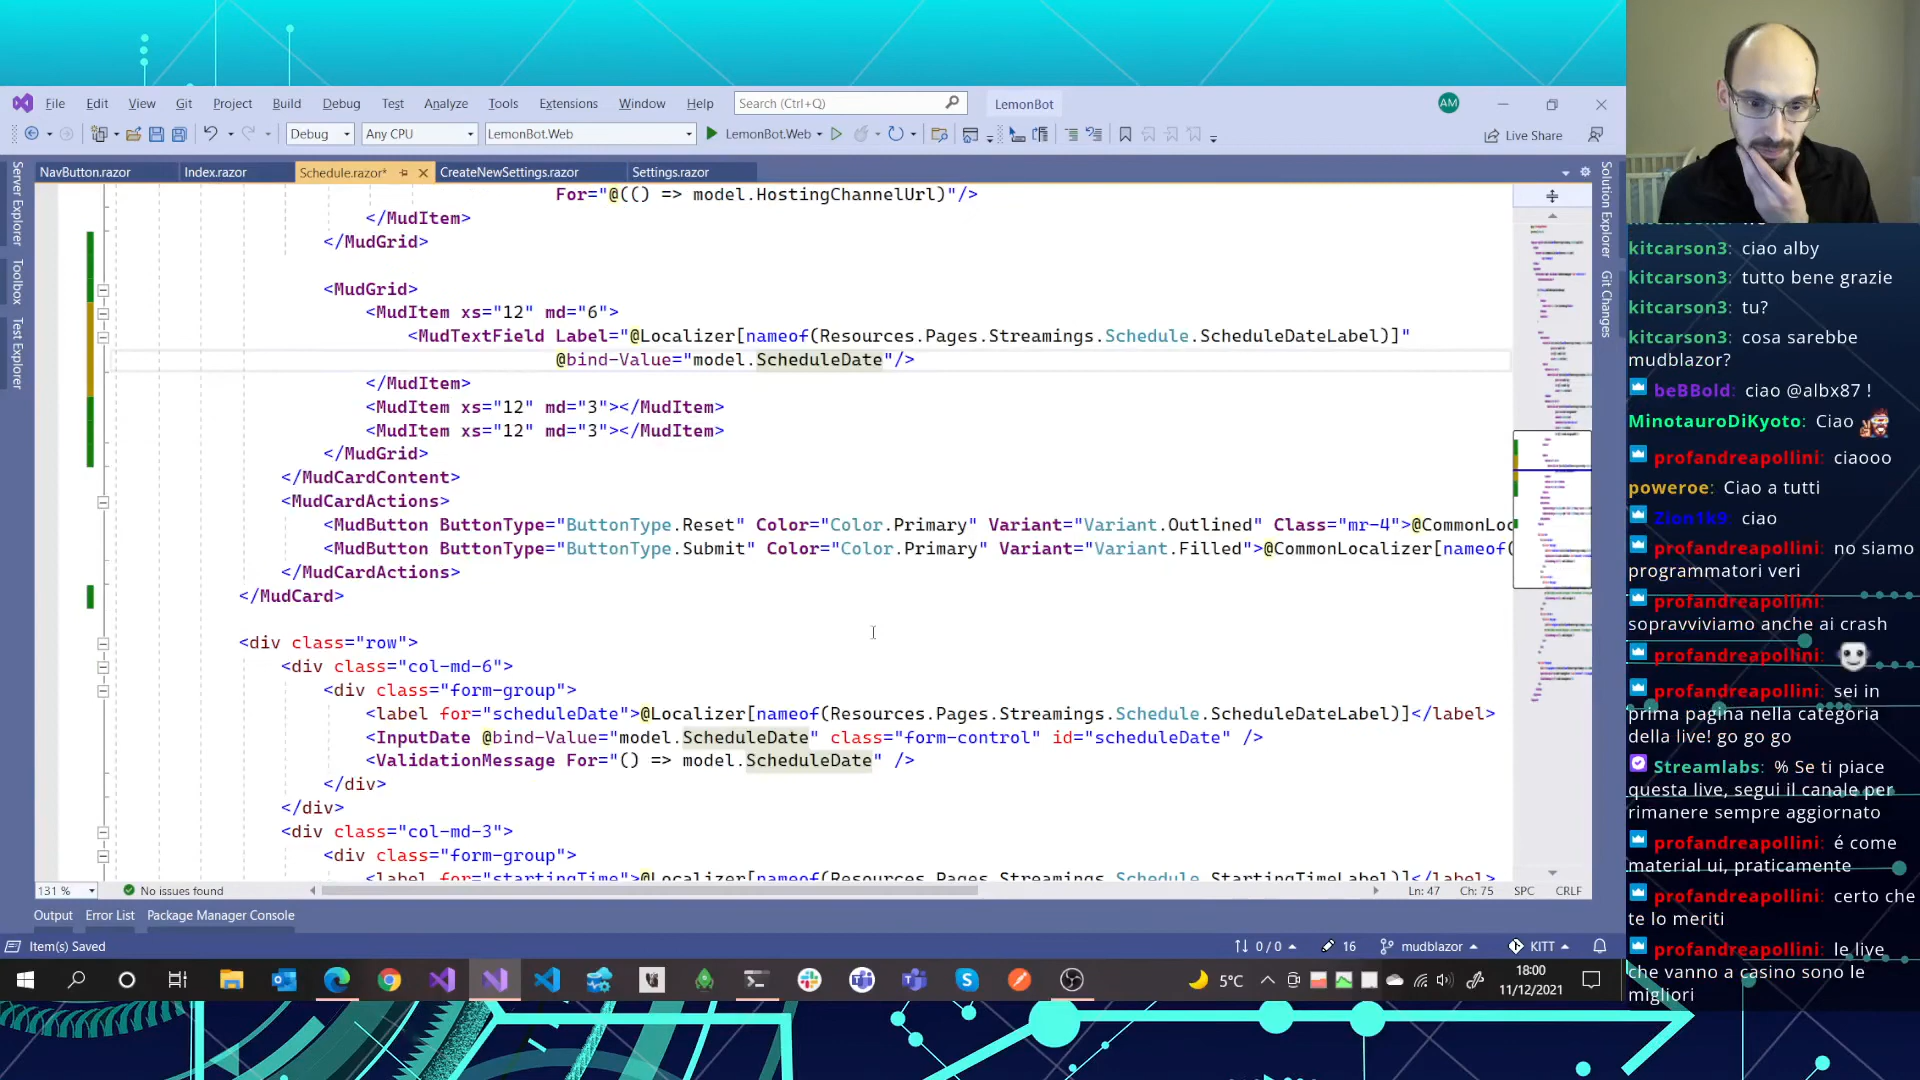 File Edit View Git Project Build Debug Test Analyze Tools Extensions Window Help Search (Ctrl+Q) LemonBot AM
Debug Any CPU LemonBot.Web LemonBot.Web Live Share
NavButton.razor Index.razor Schedule.razor* CreateNewSettings.razor Settings.razor
Server Explorer
Toolbox
Test Explorer
For="@(() => model.HostingChannelUrl)"/>
</MudItem>
</MudGrid>
<MudGrid>
<MudItem xs="12" md="6">
<MudTextField Label="@Localizer[nameof(Resources.Pages.Streamings.Schedule.ScheduleDateLabel)]"
@bind-Value="model.ScheduleDate"/>
</MudItem>
<MudItem xs="12" md="3"></MudItem>
<MudItem xs="12" md="3"></MudItem>
</MudGrid>
</MudCardContent>
<MudCardActions>
<MudButton ButtonType="ButtonType.Reset" Color="Color.Primary" Variant="Variant.Outlined" Class="mr-4">@CommonLoc
<MudButton ButtonType="ButtonType.Submit" Color="Color.Primary" Variant="Variant.Filled">@CommonLocalizer[nameof(
</MudCardActions>
</MudCard>
<div class="row">
<div class="col-md-6">
<div class="form-group">
<label for="scheduleDate">@Localizer[nameof(Resources.Pages.Streamings.Schedule.ScheduleDateLabel)]</label>
<InputDate @bind-Value="model.ScheduleDate" class="form-control" id="scheduleDate" />
<ValidationMessage For="() => model.ScheduleDate" />
</div>
</div>
<div class="col-md-3">
<div class="form-group">
<label for="startingTime">@Localizer[nameof(Resources.Pages.Streamings.Schedule.StartingTimeLabel)]</label>
Solution Explorer
Git Changes
131 % No issues found Ln: 47 Ch: 75 SPC CRLF
Output Error List Package Manager Console
Item(s) Saved 0 / 0 16 mudblazor KITT
5°C 18:00
11/12/2021
kitcarson3: ciao alby
kitcarson3: tutto bene grazie
kitcarson3: tu?
kitcarson3: cosa sarebbe
mudblazor?
beBBold: ciao @albx87 !
MinotauroDiKyoto: Ciao
profandreapollini: ciaooo
poweroe: Ciao a tutti
Zion1k9: ciao
profandreapollini: no siamo
programmatori veri
profandreapollini:
sopravviviamo anche ai crash
profandreapollini:
profandreapollini: sei in
prima pagina nella categoria
della live! go go go
Streamlabs: % Se ti piace
questa live, segui il canale per
rimanere sempre aggiornato
profandreapollini: é come
material ui, praticamente
profandreapollini: certo che
te lo meriti
profandreapollini: le live
che vanno a casino sono le
migliori